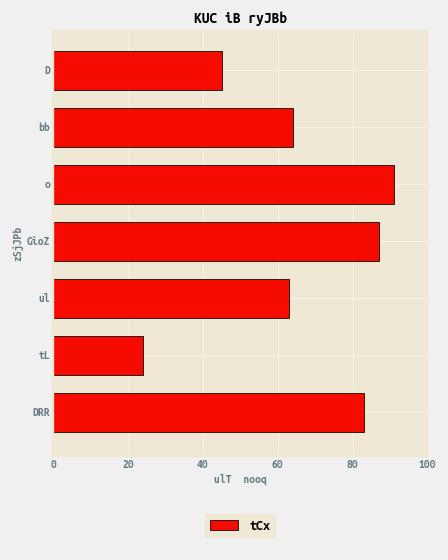 KUC iB ryJBb
D
bb
o
GioZ
ul
tL
DRR
zSjJPb
0 20 40 60 80 100
ulT nooq
tCx